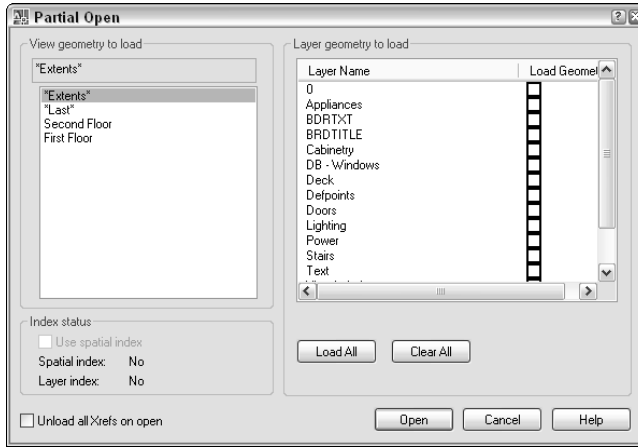 Partial Open
View geometry to load
*Extents*
*Extents*
*Last*
Second Floor
First Floor
Index status
Use spatial index
Spatial index: No
Layer index: No
Unload all Xrefs on open
Layer geometry to load
Layer Name Load Geomet
0
Appliances
BDRTXT
BRDTITLE
Cabinetry
DB - Windows
Deck
Defpoints
Doors
Lighting
Power
Stairs
Text
Load All Clear All
Open Cancel Help